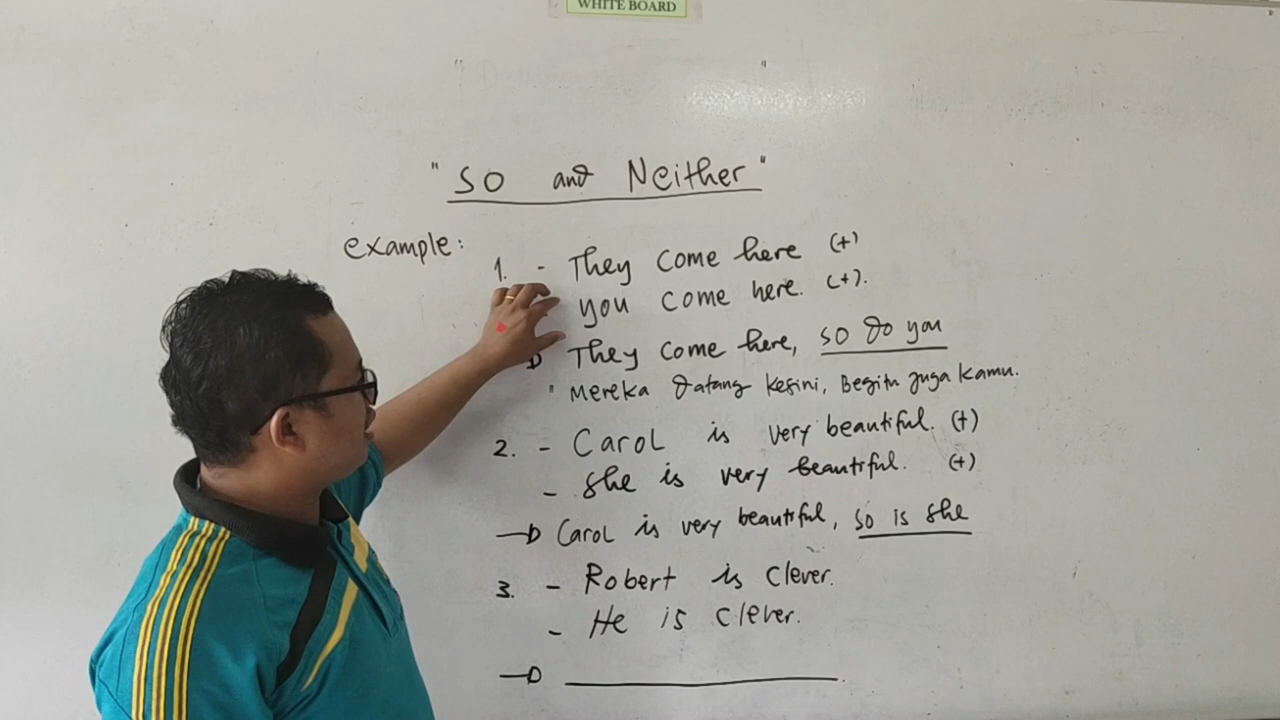 WHITE BOARD
"SO and Neither"
example:
1. - They come here (+)
you come here. (+).
They come here, so do you
" Mereka datang kesini, Begitu juga kamu.
2. - Carol is very beautiful. (+)
- She is very beautiful. (+)
Carol is very beautiful, so is she
3. - Robert is clever.
- He is clever.